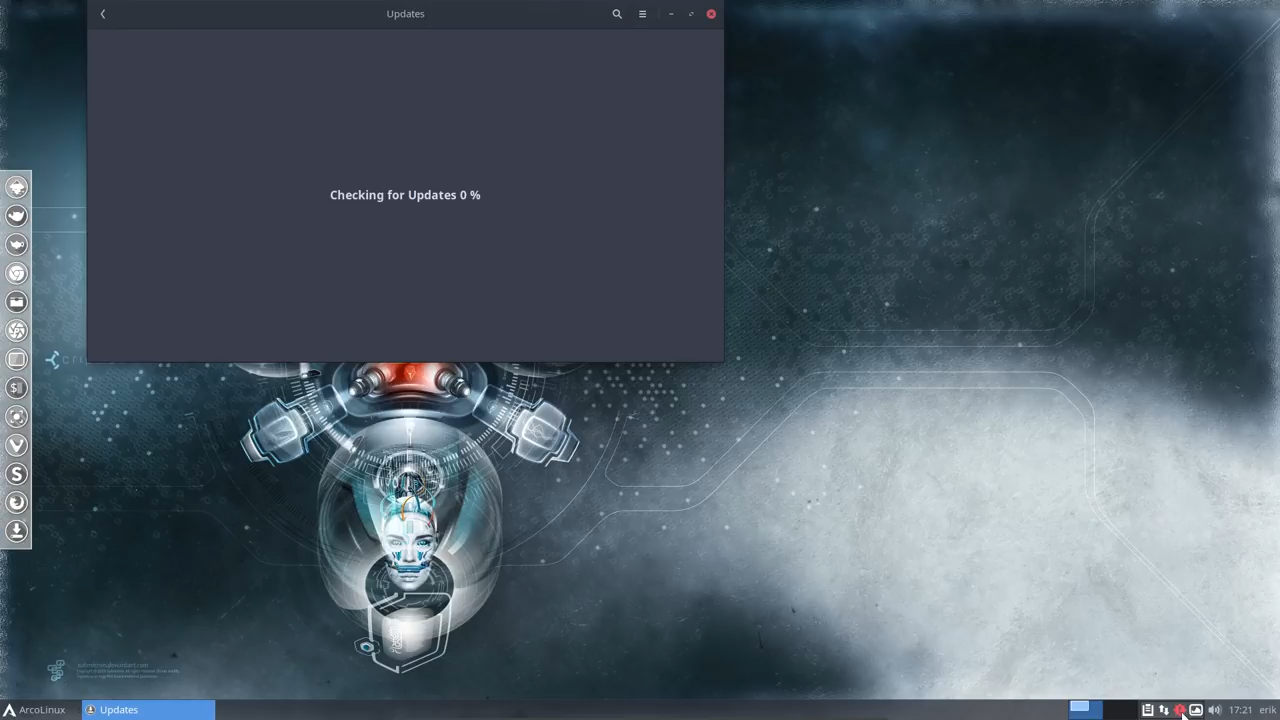 Updates
Checking for Updates 0 %
ArcoLinux
Updates
17:21
erik